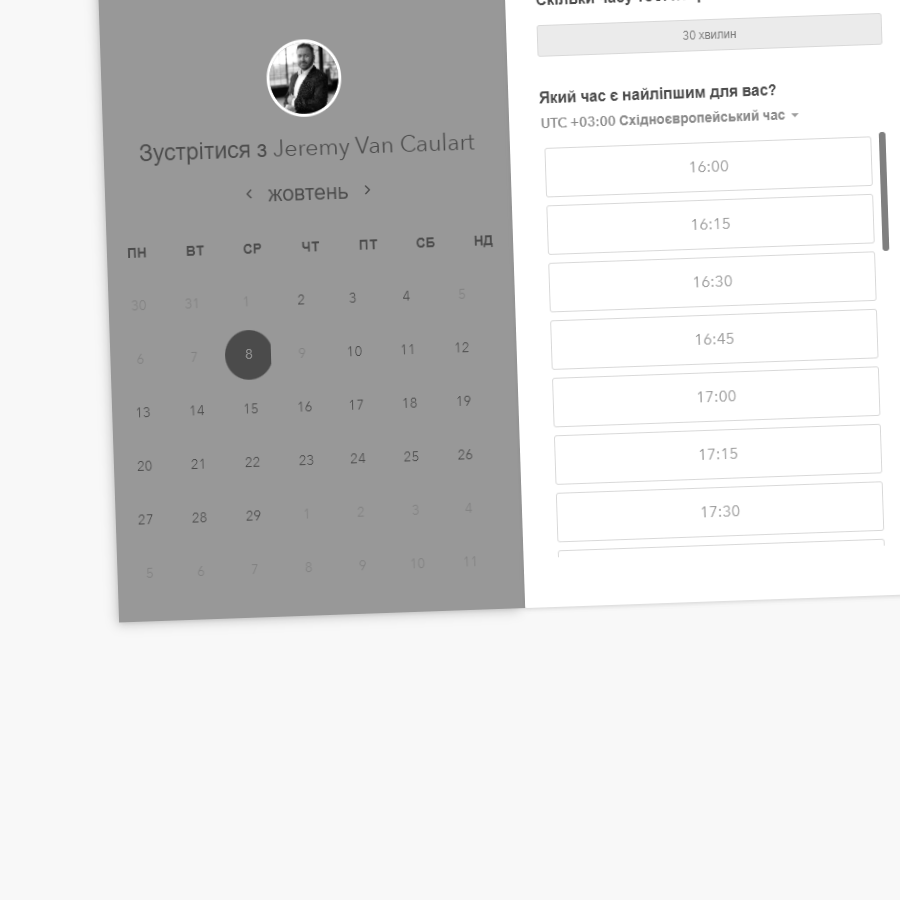 Зустрітися з Jeremy Van Caulart
‹ жовтень ›
ПН ВТ СР ЧТ ПТ СБ НД
30 31 1 2 3 4 5
6 7 8 9 10 11 12
13 14 15 16 17 18 19
20 21 22 23 24 25 26
27 28 29 1 2 3 4
5 6 7 8 9 10 11
Скільки часу
30 хвилин
Який час є найліпшим для вас?
UTC +03:00 Східноєвропейський час
16:00
16:15
16:30
16:45
17:00
17:15
17:30